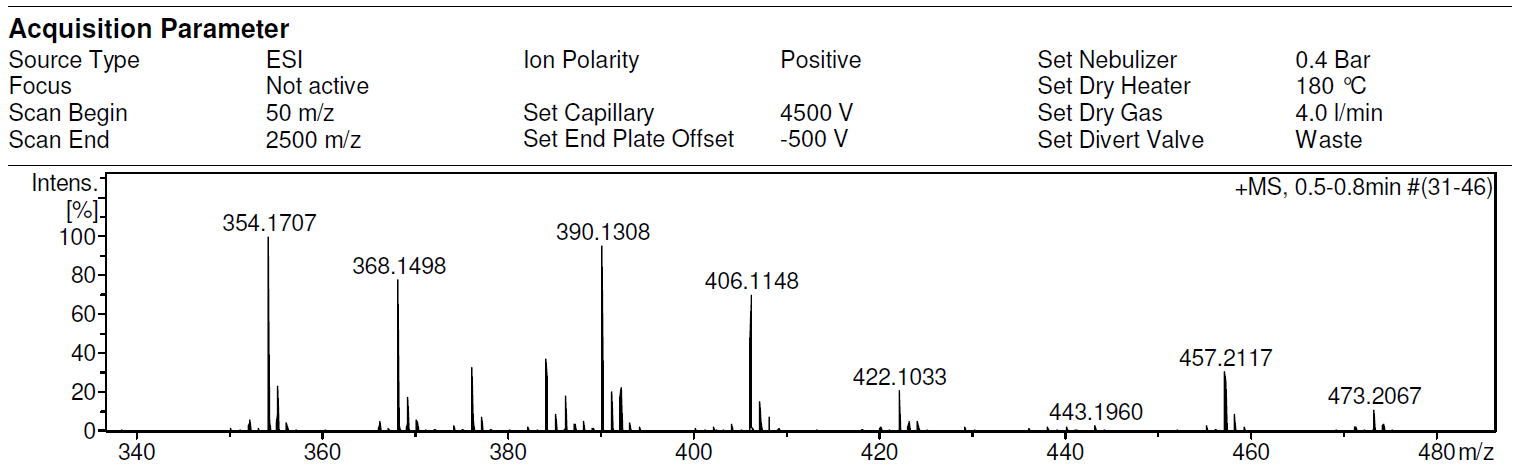 Acquisition Parameter
Source Type ESI Ion Polarity Positive Set Nebulizer 0.4 Bar
Focus Not active Set Dry Heater 180 °C
Scan Begin 50 m/z Set Capillary 4500 V Set Dry Gas 4.0 l/min
Scan End 2500 m/z Set End Plate Offset -500 V Set Divert Valve Waste
Intens. +MS, 0.5-0.8min #(31-46)
[%]
354.1707
100
390.1308
368.1498
80
406.1148
60
40
457.2117
422.1033
473.2067
20
443.1960
0
340 360 380 400 420 440 460 480 m/z